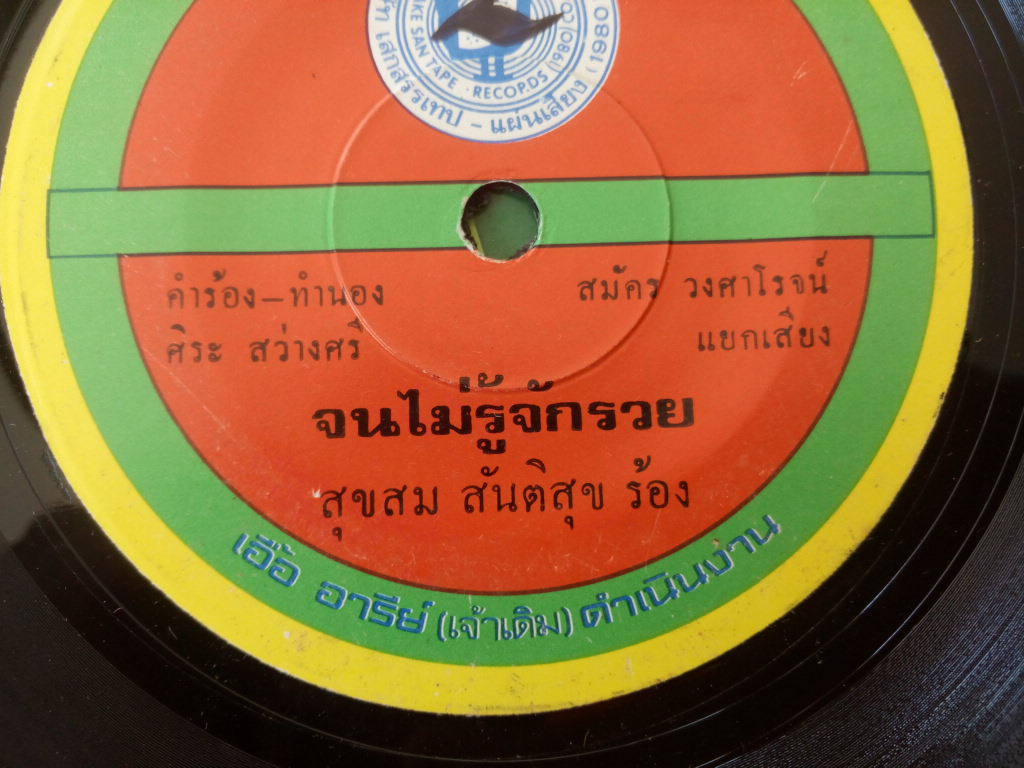 KE SAN TAPE · RECORDS (1980) CO
เสกสรรเทป - แผ่นเสียง (1980
คำร้อง-ทำนอง
ศิระ สว่างศรี
สมัคร วงศาโรจน์
แยกเสียง
จนไม่รู้จักรวย
สุขสม สันติสุข ร้อง
เอื้อ อารีย์ (เจ้าเดิม) ดำเนินงาน